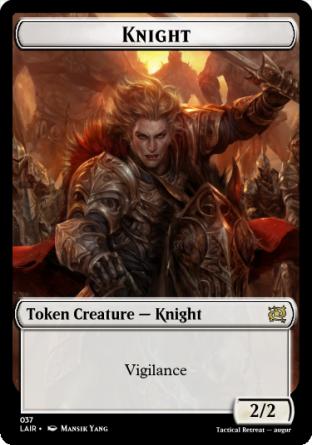 Knight
Token Creature — Knight
Vigilance
2/2
037
LAIR • Mansik Yang
Tactical Retreat — augur